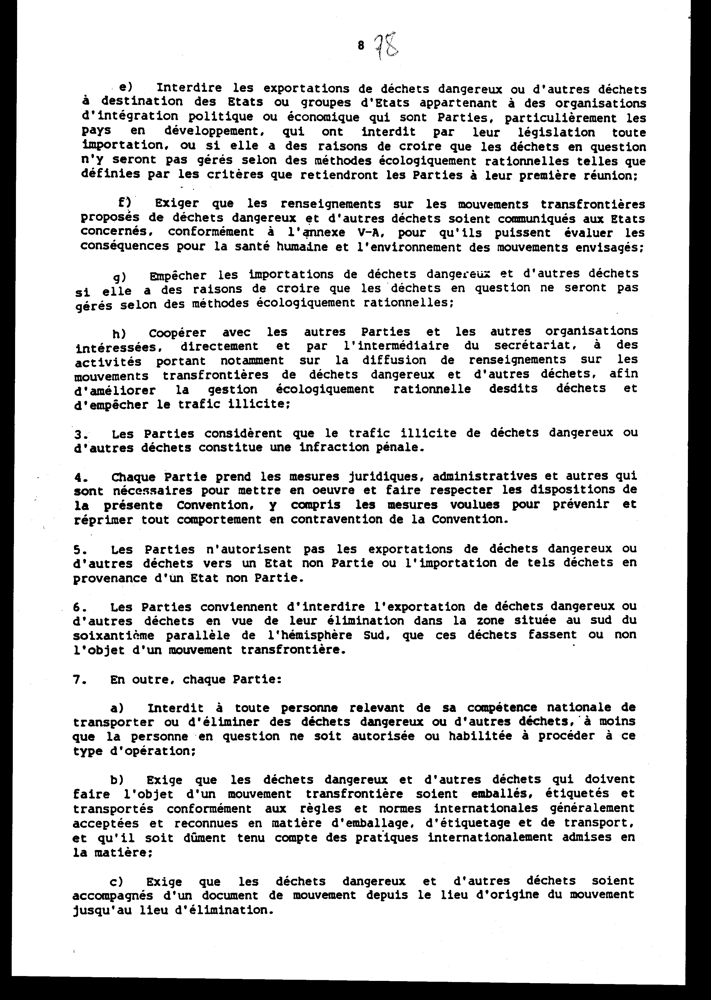 8 78
e) Interdire les exportations de déchets dangereux ou d'autres déchets
à destination des Etats ou groupes d'Etats appartenant à des organisations
d'intégration politique ou économique qui sont Parties, particulièrement les
pays en développement, qui ont interdit par leur législation toute
importation, ou si elle a des raisons de croire que les déchets en question
n'y seront pas gérés selon des méthodes écologiquement rationnelles telles que
définies par les critères que retiendront les Parties à leur première réunion;
f) Exiger que les renseignements sur les mouvements transfrontières
proposés de déchets dangereux et d'autres déchets soient communiqués aux Etats
concernés, conformément à l'annexe V-A, pour qu'ils puissent évaluer les
conséquences pour la santé humaine et l'environnement des mouvements envisagés;
g) Empêcher les importations de déchets dangereux et d'autres déchets
si elle a des raisons de croire que les déchets en question ne seront pas
gérés selon des méthodes écologiquement rationnelles;
h) Coopérer avec les autres Parties et les autres organisations
intéressées, directement et par l'intermédiaire du secrétariat, à des
activités portant notamment sur la diffusion de renseignements sur les
mouvements transfrontières de déchets dangereux et d'autres déchets, afin
d'améliorer la gestion écologiquement rationnelle desdits déchets et
d'empêcher le trafic illicite;
3. Les Parties considèrent que le trafic illicite de déchets dangereux ou
d'autres déchets constitue une infraction pénale.
4. Chaque Partie prend les mesures juridiques, administratives et autres qui
sont nécessaires pour mettre en oeuvre et faire respecter les dispositions de
la présente Convention, y compris les mesures voulues pour prévenir et
réprimer tout comportement en contravention de la Convention.
5. Les Parties n'autorisent pas les exportations de déchets dangereux ou
d'autres déchets vers un Etat non Partie ou l'importation de tels déchets en
provenance d'un Etat non Partie.
6. Les Parties conviennent d'interdire l'exportation de déchets dangereux ou
d'autres déchets en vue de leur élimination dans la zone située au sud du
soixantième parallèle de l'hémisphère Sud, que ces déchets fassent ou non
l'objet d'un mouvement transfrontière.
7. En outre, chaque Partie:
a) Interdit à toute personne relevant de sa compétence nationale de
transporter ou d'éliminer des déchets dangereux ou d'autres déchets, à moins
que la personne en question ne soit autorisée ou habilitée à procéder à ce
type d'opération;
b) Exige que les déchets dangereux et d'autres déchets qui doivent
faire l'objet d'un mouvement transfrontière soient emballés, étiquetés et
transportés conformément aux règles et normes internationales généralement
acceptées et reconnues en matière d'emballage, d'étiquetage et de transport,
et qu'il soit dûment tenu compte des pratiques internationalement admises en
la matière;
c) Exige que les déchets dangereux et d'autres déchets soient
accompagnés d'un document de mouvement depuis le lieu d'origine du mouvement
jusqu'au lieu d'élimination.